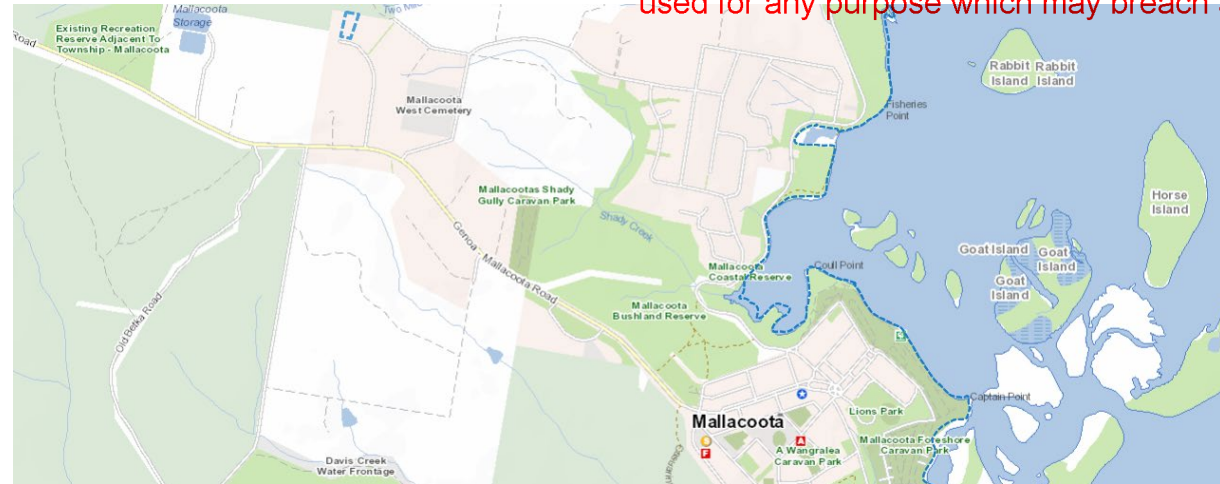 used for any purpose which may breach
Mallacoota
Storage
Existing Recreation
Reserve Adjacent To
Township - Mallacoota
Road
Rabbit
Island
Rabbit
Island
Mallacoota
West Cemetery
Fisheries
Point
Mallacootas Shady
Gully Caravan Park
Horse
Island
Shady Creek
Genoa - Mallacoota Road
Goat Island
Goat
Island
Goat
Island
Mallacoota
Coastal Reserve
Coull Point
Mallacoota
Bushland Reserve
Old Betka Road
Captain Point
Lions Park
Mallacoota
A Wangralea
Caravan Park
Mallacoota Foreshore
Caravan Park
A
F
Davis Creek
Water Frontage